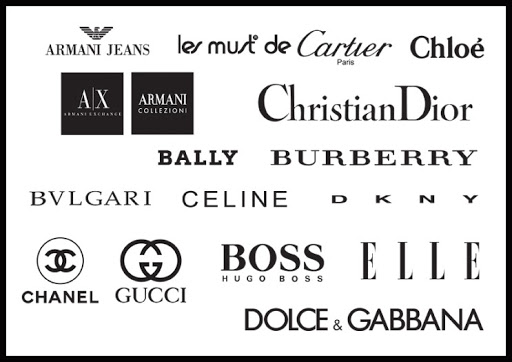 ARMANI JEANS
les must de Cartier
Paris
Chloé
A|X
ARMANI EXCHANGE
ARMANI
COLLEZIONI
ChristianDior
BALLY
BURBERRY
BVLGARI
CELINE
DKNY
CHANEL
GUCCI
BOSS
HUGO BOSS
ELLE
DOLCE & GABBANA